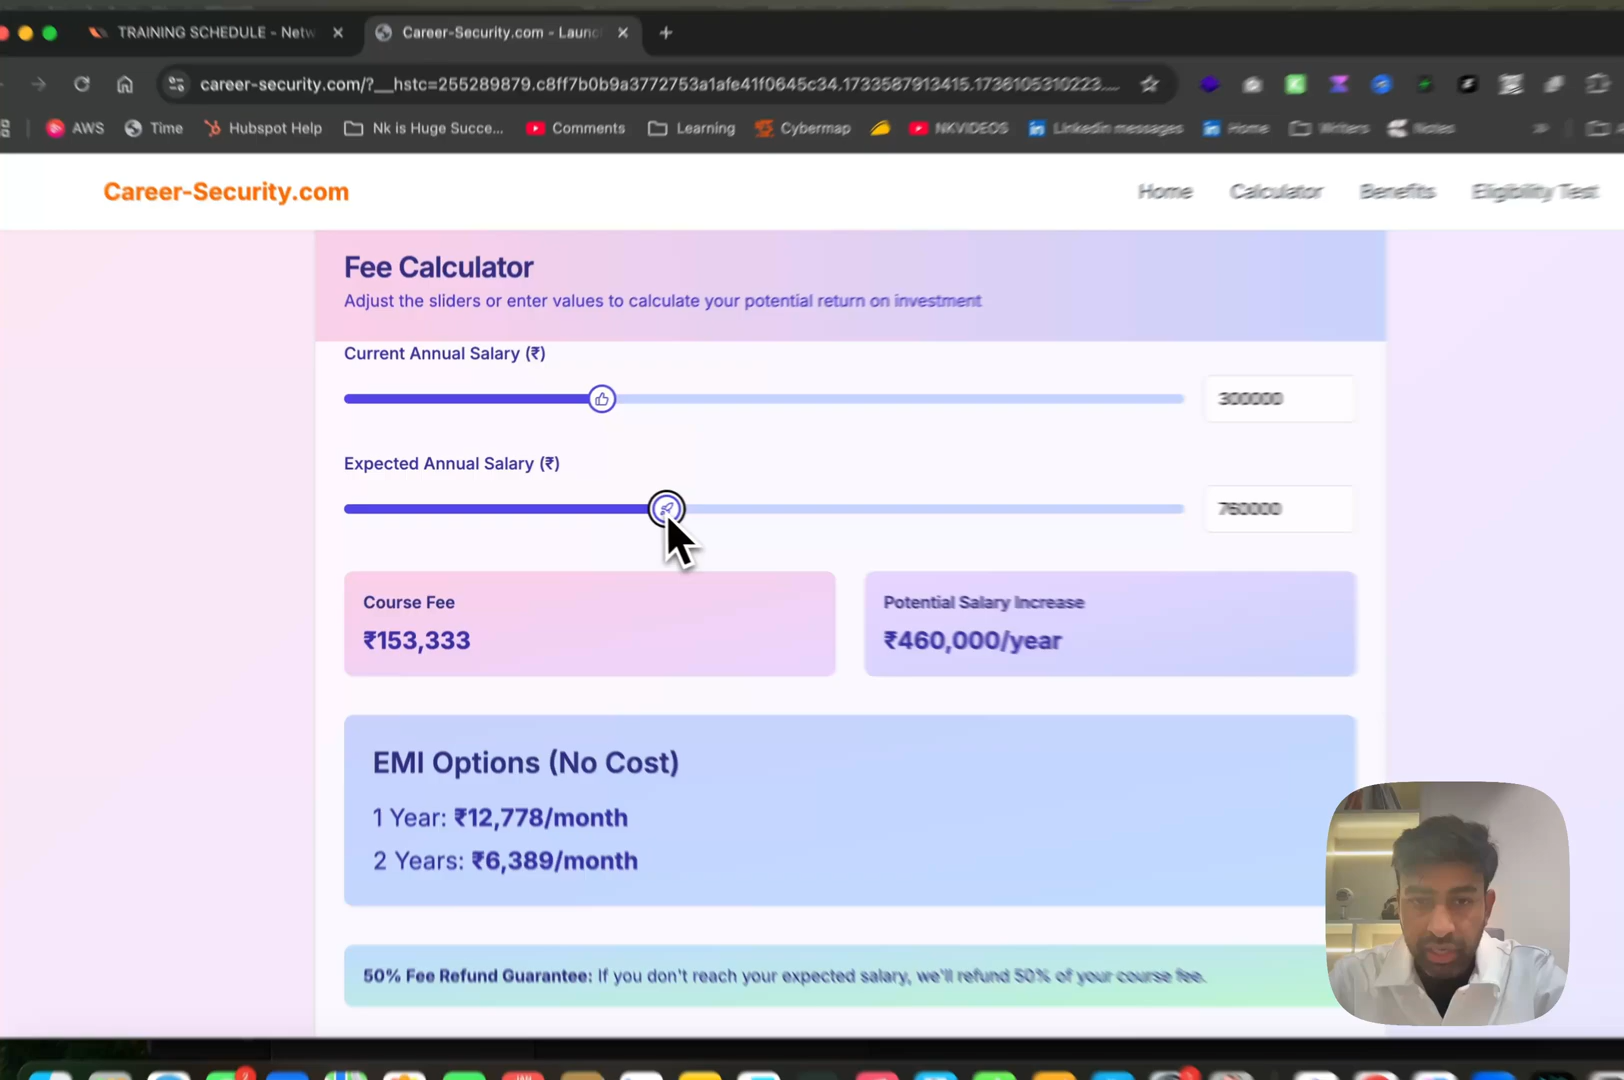 TRAINING SCHEDULE - Netw
Career-Security.com - Launc
career-security.com/?__hstc=255289879.c8ff7b0b9a3772753a1afe41f0645c34.1733587913415.1736105310223....
AWS Time Hubspot Help Nk is Huge Succe... Comments Learning Cybermap NKVIDEOS Linkedin messages Home Writers Notes
Career-Security.com
Home Calculator Benefits Eligibility Test
Fee Calculator
Adjust the sliders or enter values to calculate your potential return on investment
Current Annual Salary (₹)
300000
Expected Annual Salary (₹)
760000
Course Fee
₹153,333
Potential Salary Increase
₹460,000/year
EMI Options (No Cost)
1 Year: ₹12,778/month
2 Years: ₹6,389/month
50% Fee Refund Guarantee: If you don't reach your expected salary, we'll refund 50% of your course fee.
2
JAN